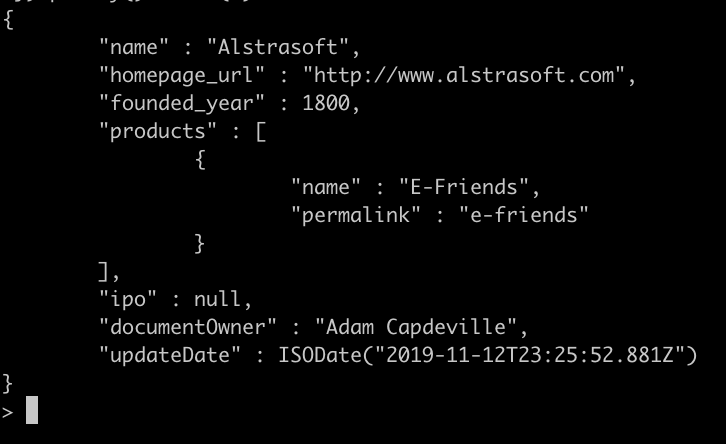 {
"name" : "Alstrasoft",
"homepage_url" : "http://www.alstrasoft.com",
"founded_year" : 1800,
"products" : [
{
"name" : "E-Friends",
"permalink" : "e-friends"
}
],
"ipo" : null,
"documentOwner" : "Adam Capdeville",
"updateDate" : ISODate("2019-11-12T23:25:52.881Z")
}
>